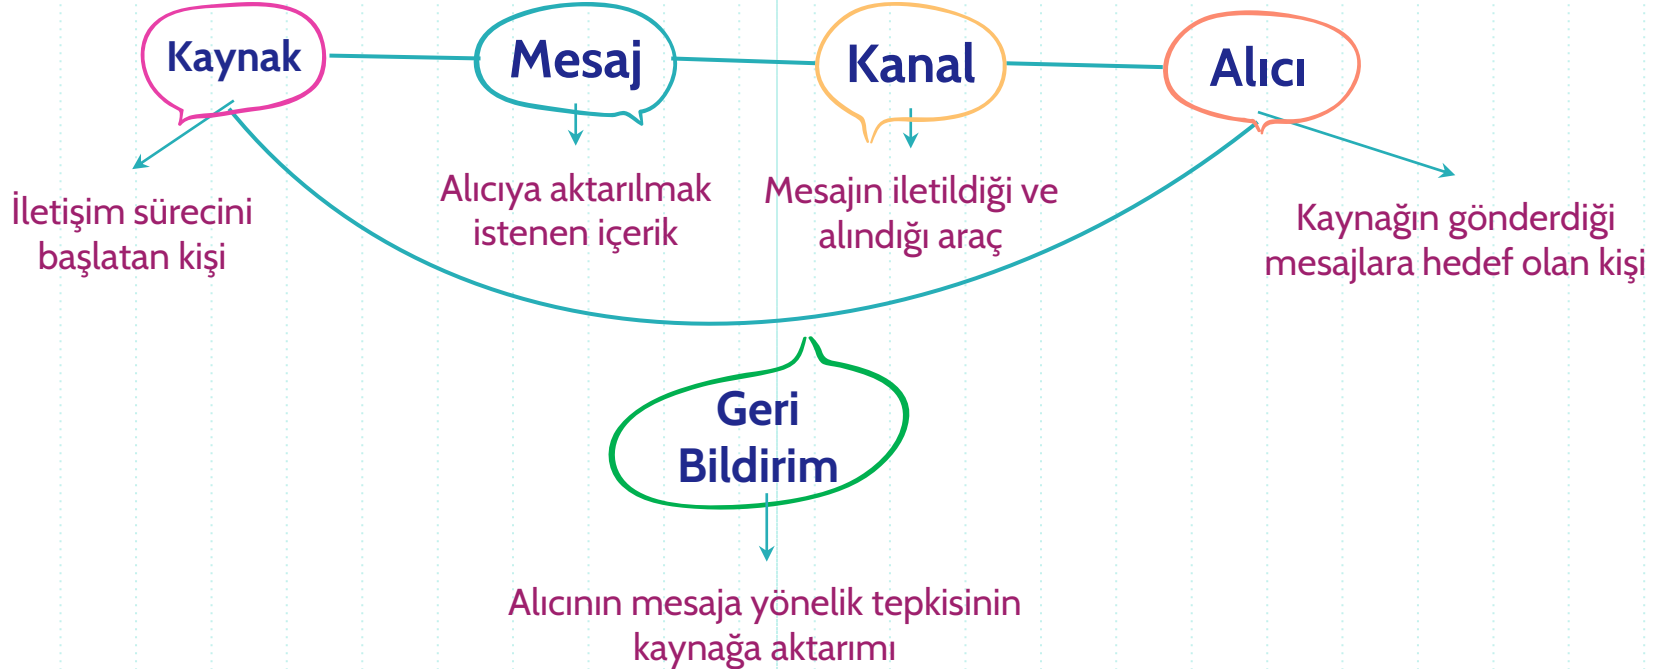 Kaynak
Mesaj
Kanal
Alıcı
İletişim sürecini
başlatan kişi
Alıcıya aktarılmak
istenen içerik
Mesajın iletildiği ve
alındığı araç
Kaynağın gönderdiği
mesajlara hedef olan kişi
Geri
Bildirim
Alıcının mesaja yönelik tepkisinin
kaynağa aktarımı